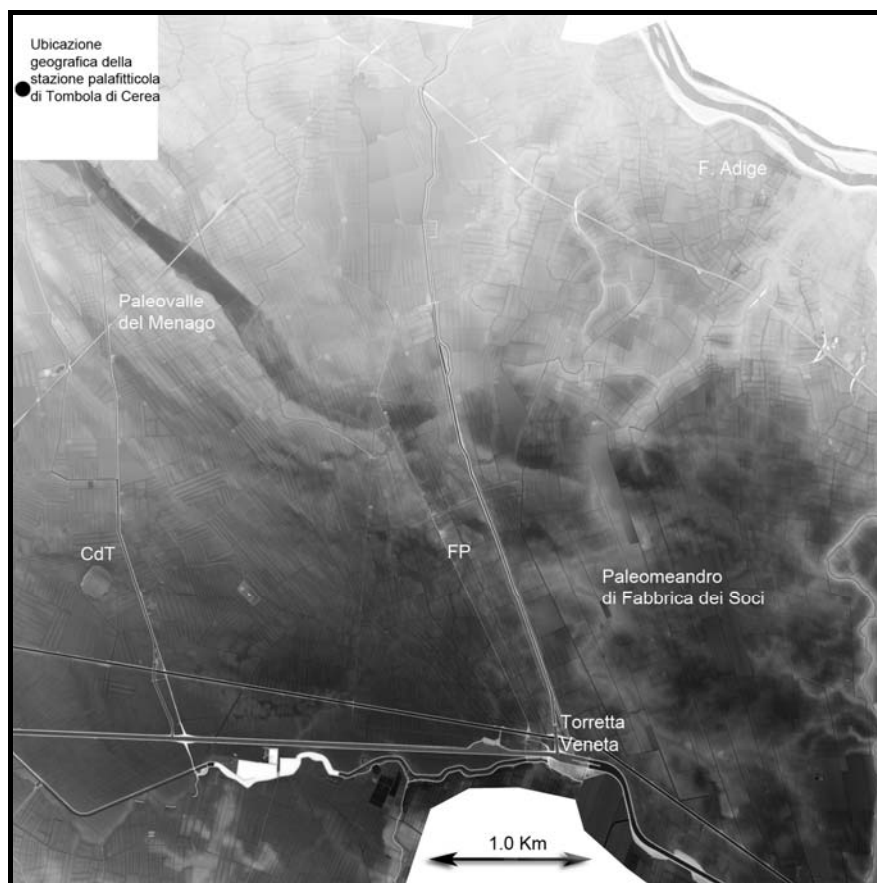 Ubicazione
geografica della
stazione palafitticola
di Tombola di Cerea
F. Adige
Paleovalle
del Menago
CdT
FP
Paleomeandro
di Fabbrica dei Soci
Torretta
Veneta
1.0 Km